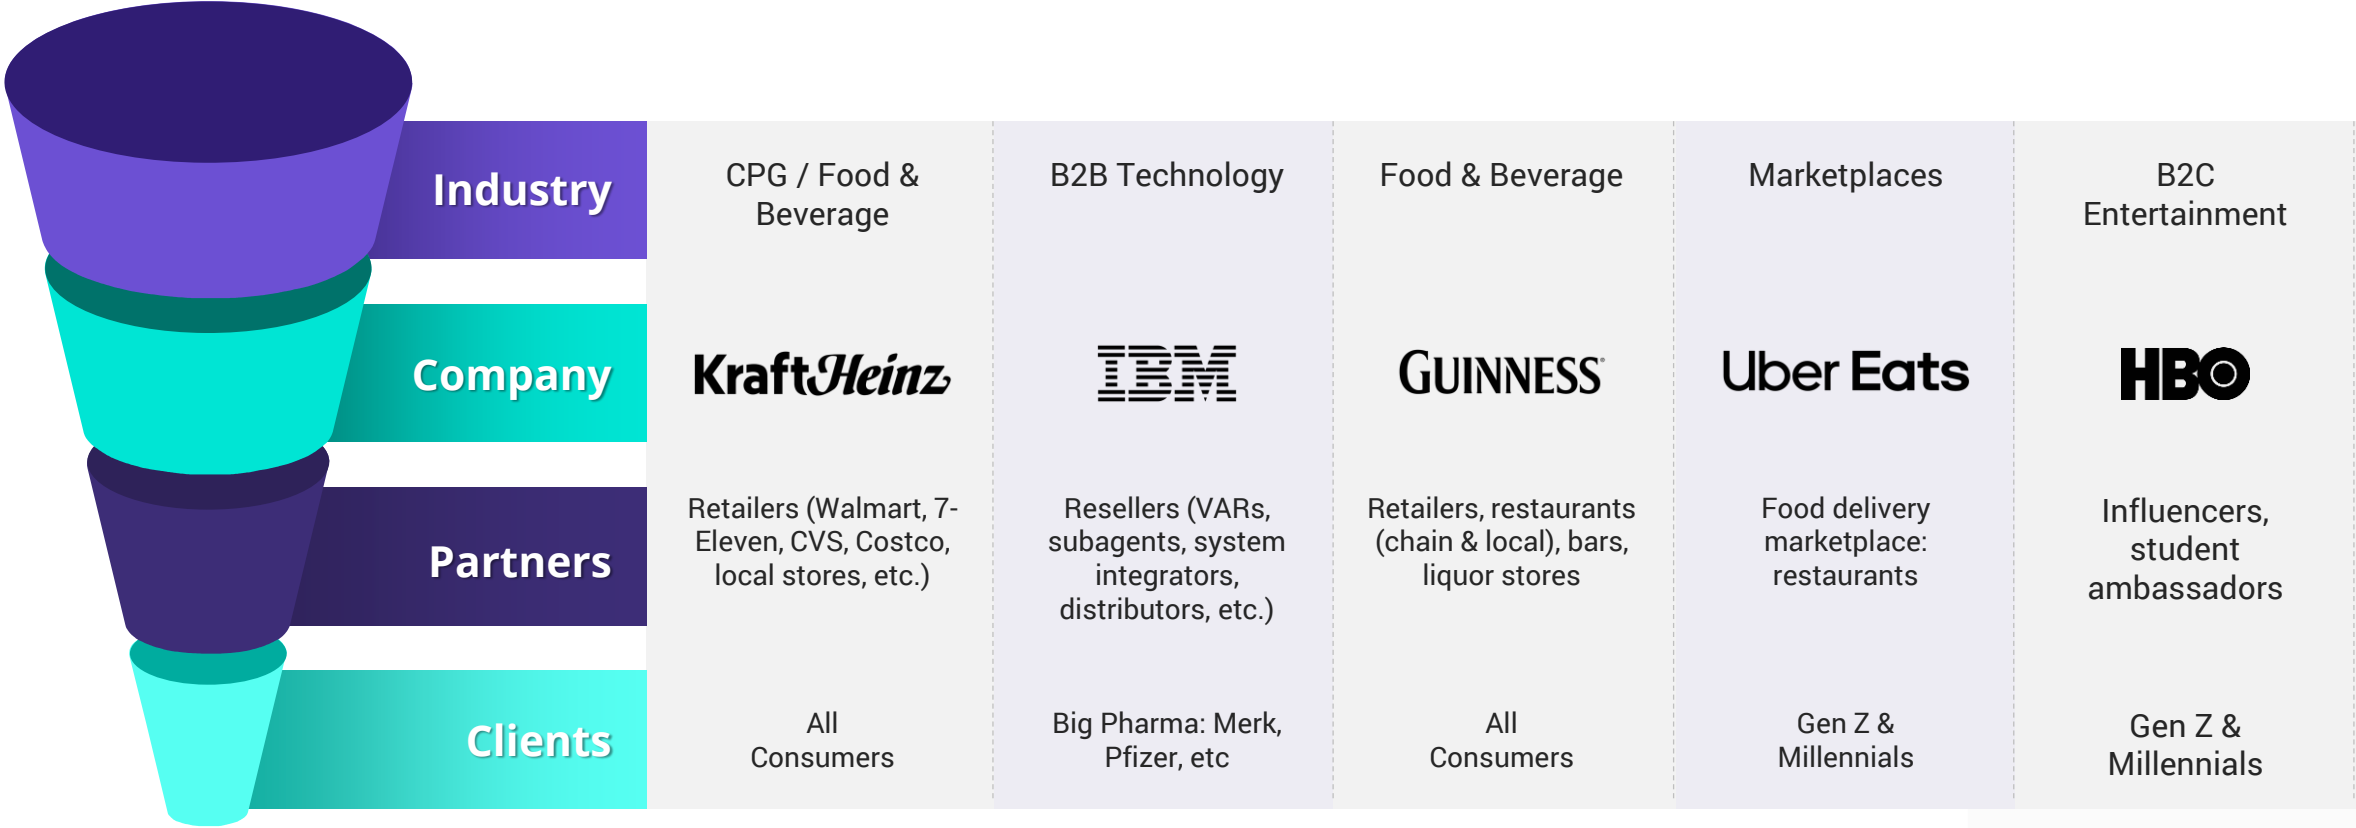 Industry
CPG / Food &
Beverage
B2B Technology
Food & Beverage
Marketplaces
B2C
Entertainment
Company
KraftHeinz
IBM
GUINNESS
Uber Eats
HBO
Partners
Retailers (Walmart, 7-
Eleven, CVS, Costco,
local stores, etc.)
Resellers (VARs,
subagents, system
integrators,
distributors, etc.)
Retailers, restaurants
(chain & local), bars,
liquor stores
Food delivery
marketplace:
restaurants
Influencers,
student
ambassadors
Clients
All
Consumers
Big Pharma: Merk,
Pfizer, etc
All
Consumers
Gen Z &
Millennials
Gen Z &
Millennials